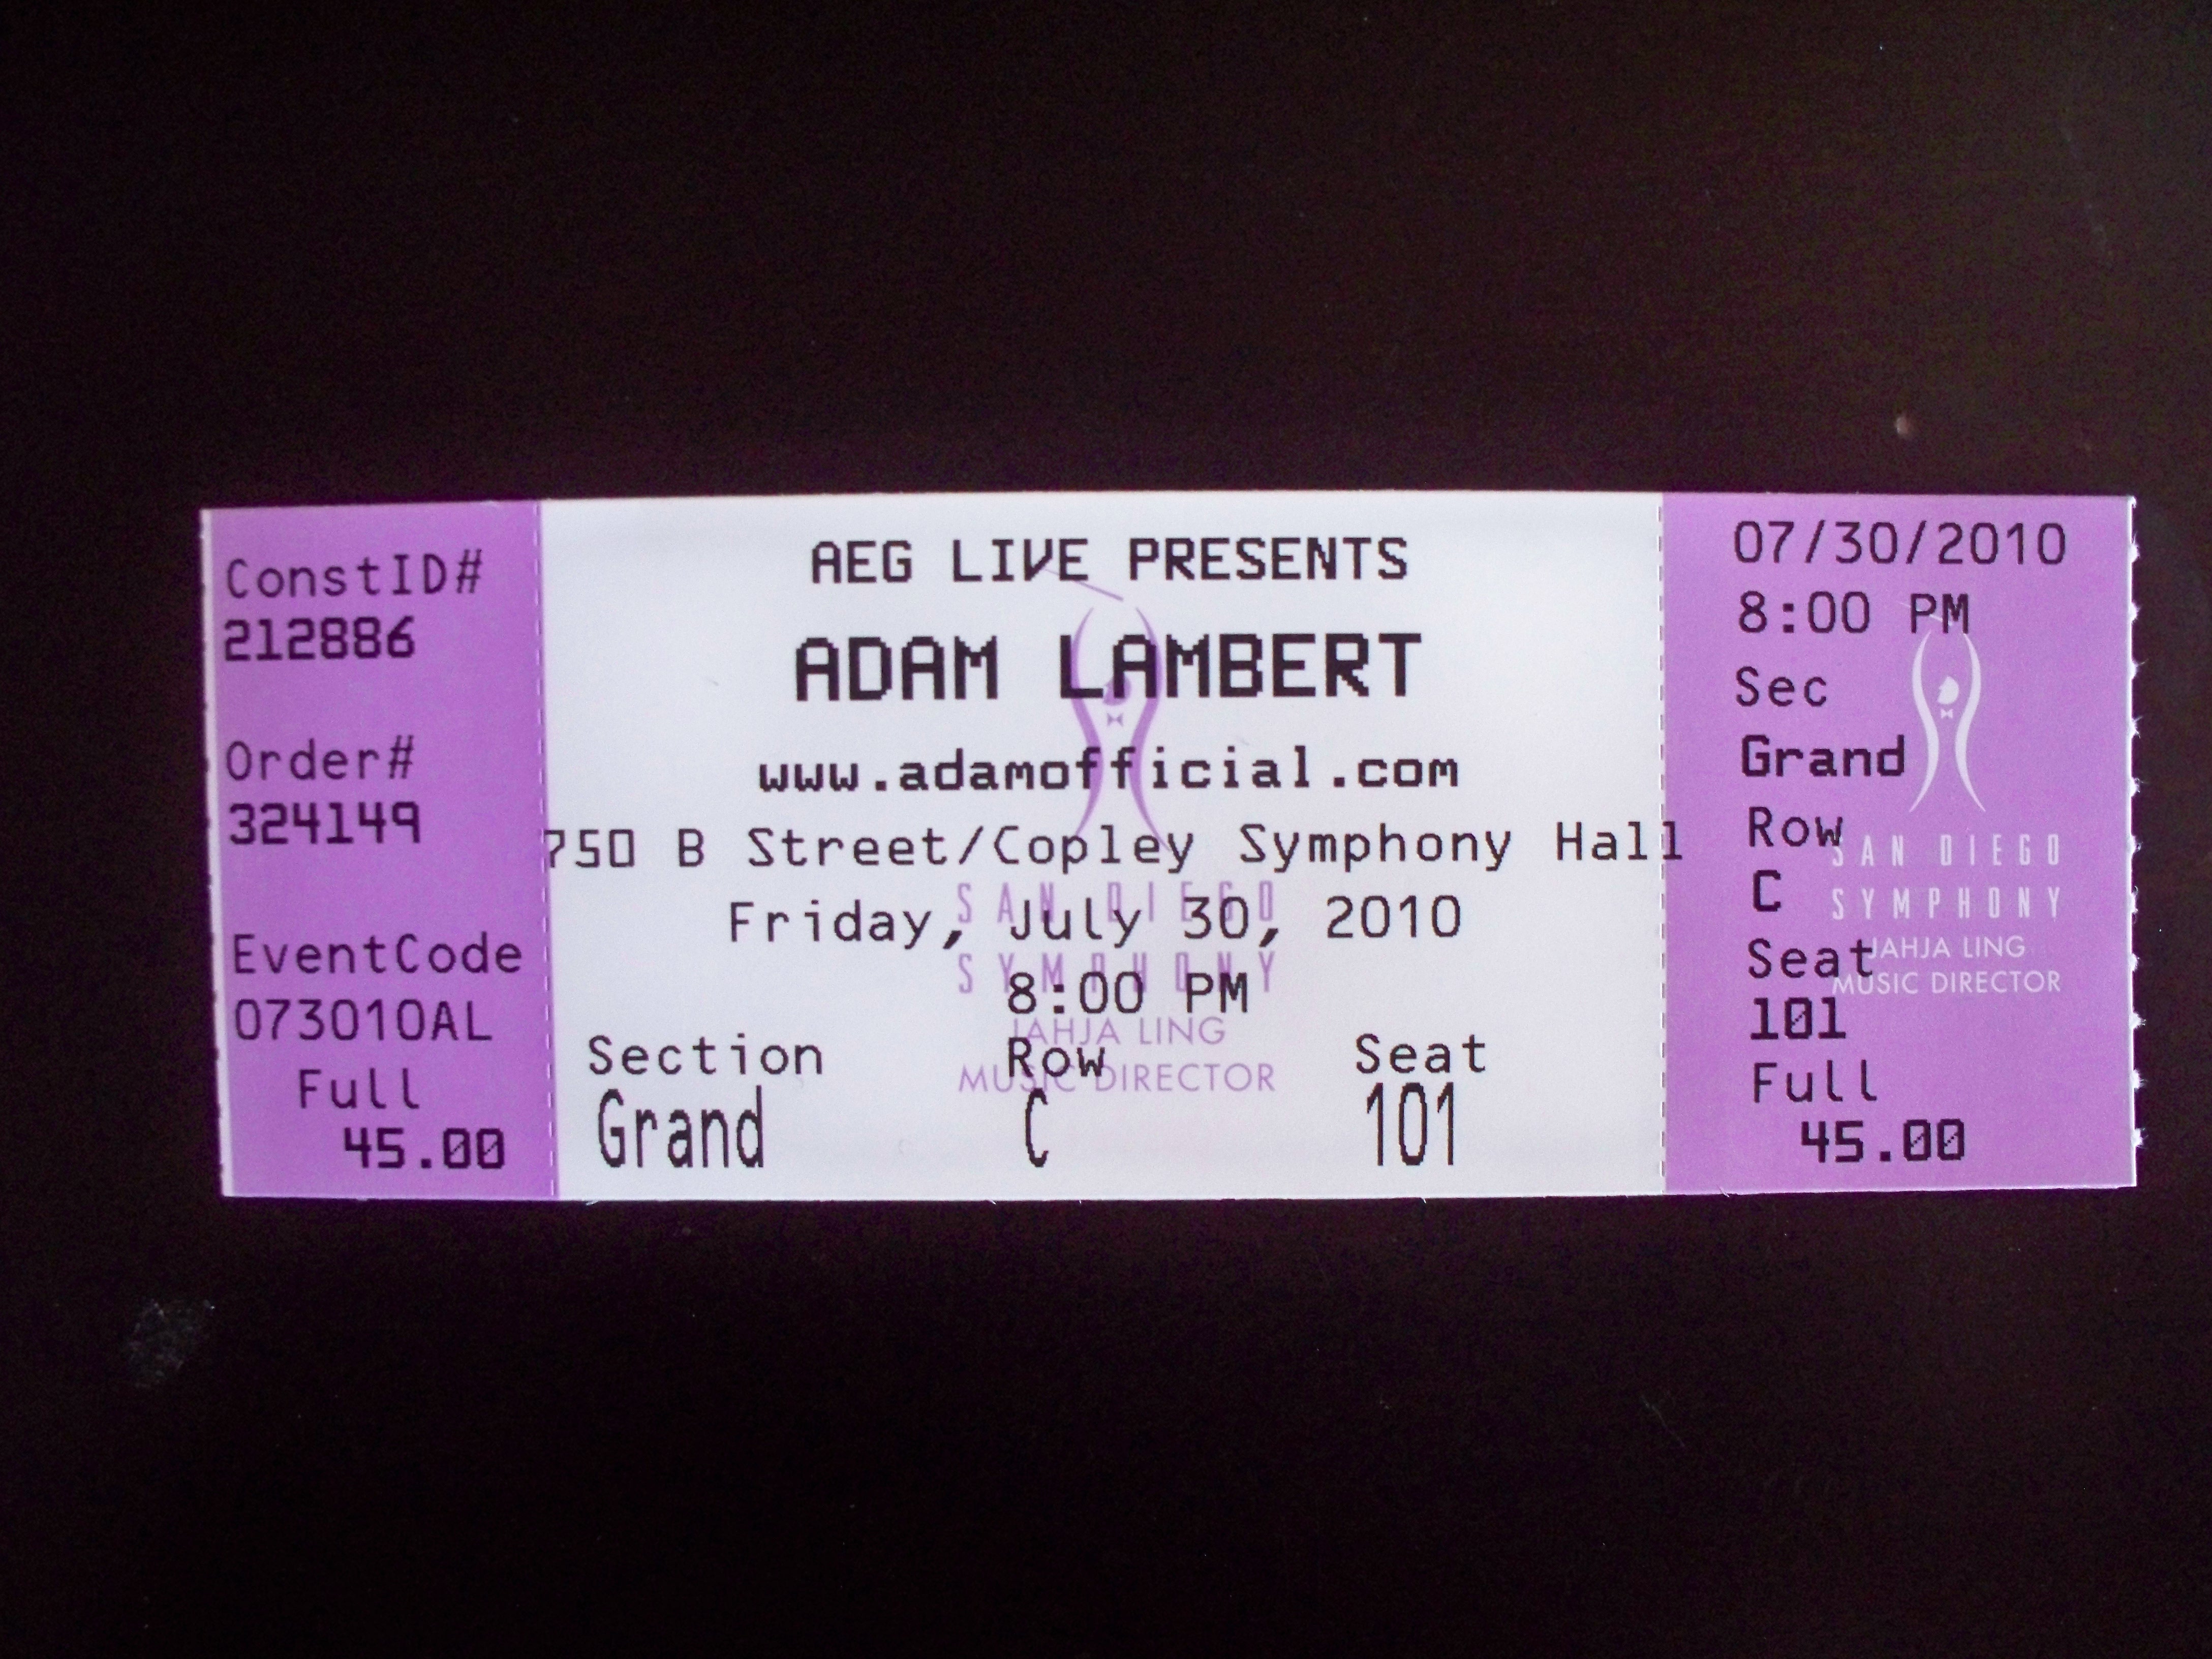 ConstID#
212886
Order#
324149
EventCode
073010AL
Full
45.00
AEG LIVE PRESENTS
ADAM LAMBERT
www.adamofficial.com
750 B Street/Copley Symphony Hall
Friday, July 30, 2010
8:00 PM
Section Row Seat
Grand C 101
SAN DIEGO
SYMPHONY
JAHJA LING
MUSIC DIRECTOR
07/30/2010
8:00 PM
Sec
Grand
Row
C
Seat
101
Full
45.00
SAN DIEGO
SYMPHONY
JAHJA LING
MUSIC DIRECTOR